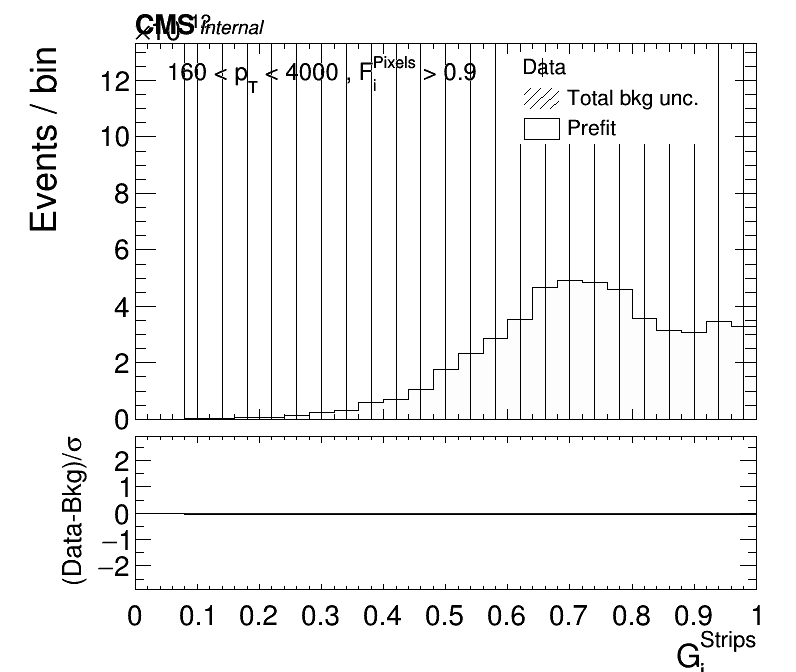 CMS Internal
×10¹²
160 < p_T < 4000 , F_i^Pixels > 0.9
Data
Total bkg unc.
Prefit
Events / bin
12
10
8
6
4
2
0
(Data-Bkg)/σ
2
1
0
−1
−2
0 0.1 0.2 0.3 0.4 0.5 0.6 0.7 0.8 0.9 1
G_i^Strips